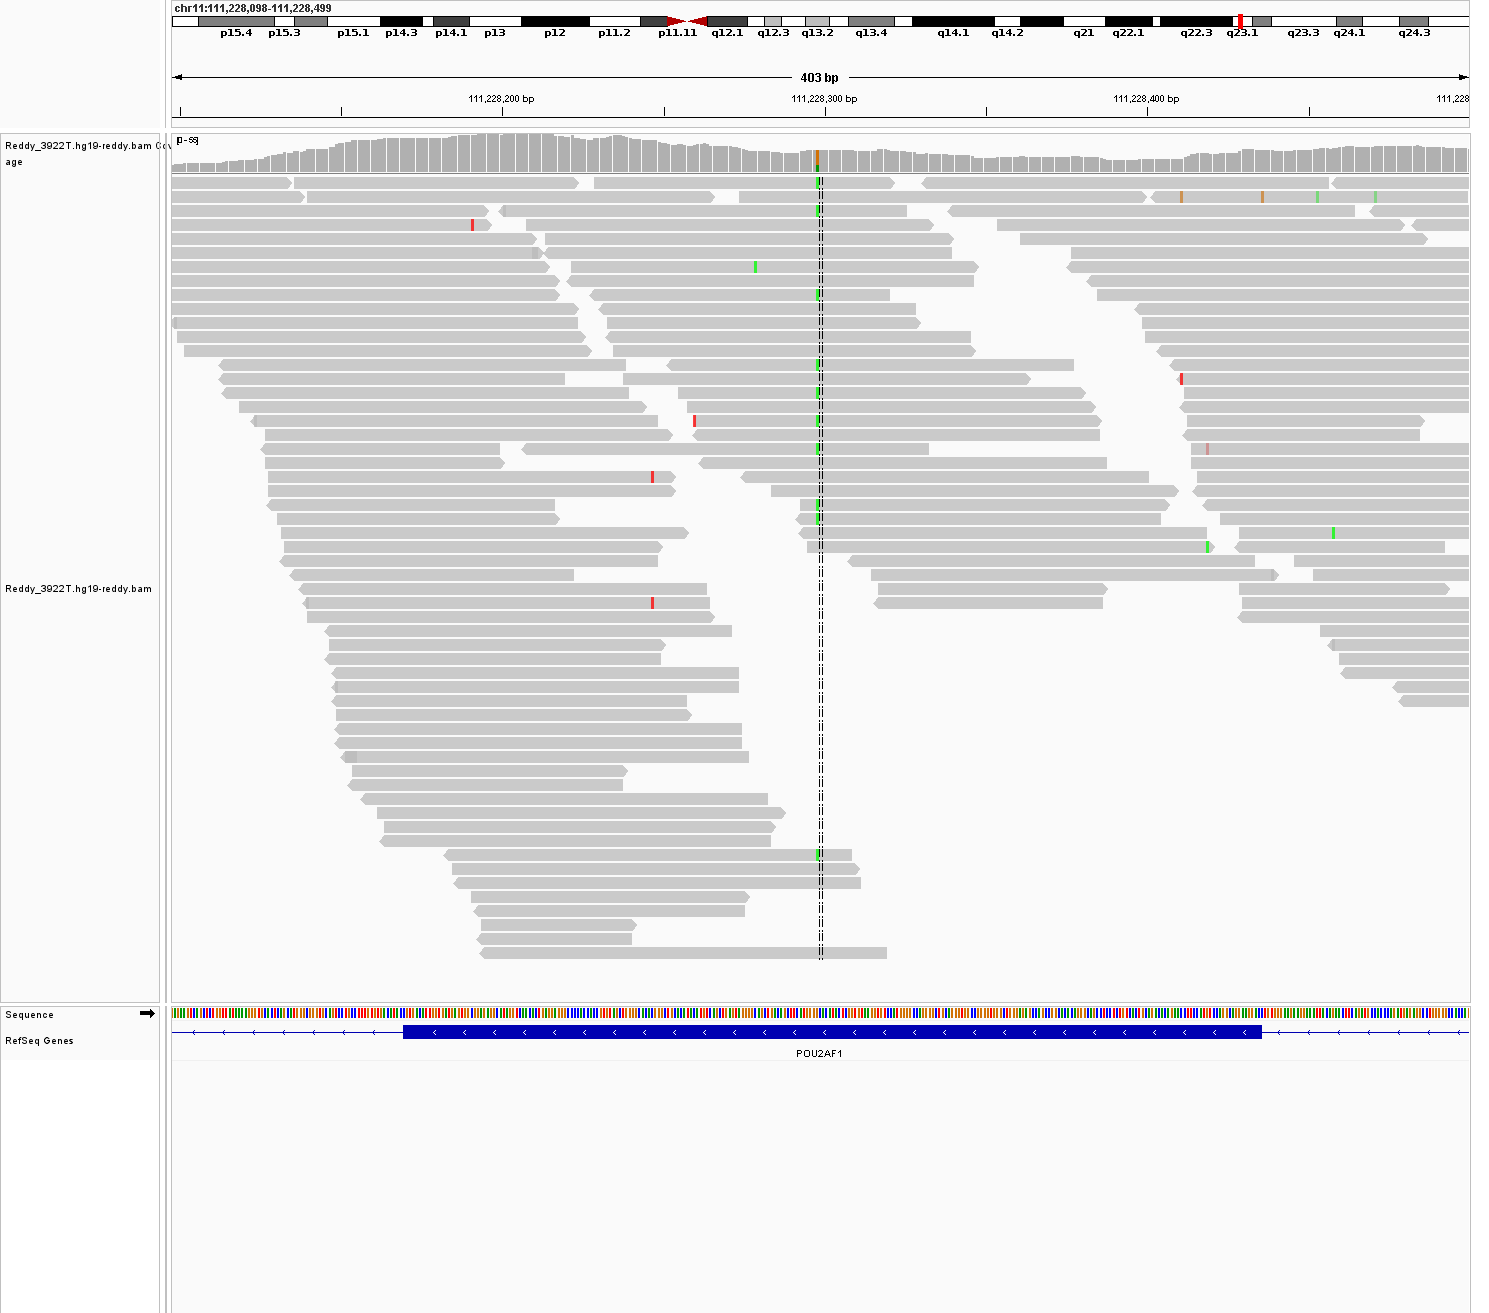 chr11:111,228,098-111,228,499
p15.4 p15.3 p15.1 p14.3 p14.1 p13 p12 p11.2 p11.11 q12.1 q12.3 q13.2 q13.4 q14.1 q14.2 q21 q22.1 q22.3 q23.1 q23.3 q24.1 q24.3
403 bp
111,228,200 bp 111,228,300 bp 111,228,400 bp 111,228
Reddy_3922T.hg19-reddy.bam Cov
age
Reddy_3922T.hg19-reddy.bam
Sequence
RefSeq Genes
POU2AF1